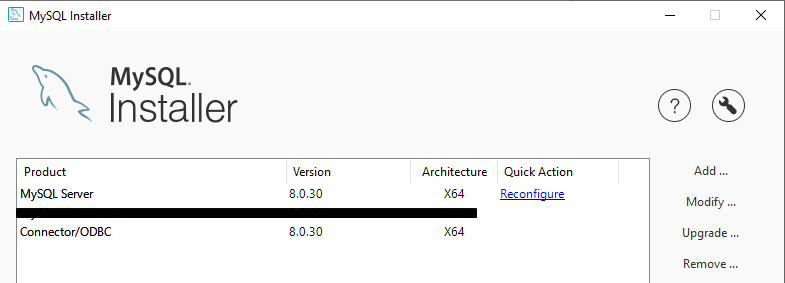 MySQL Installer
MySQL.
Installer
?
Product Version Architecture Quick Action
MySQL Server 8.0.30 X64 Reconfigure
Connector/ODBC 8.0.30 X64
Add ...
Modify ...
Upgrade ...
Remove ...